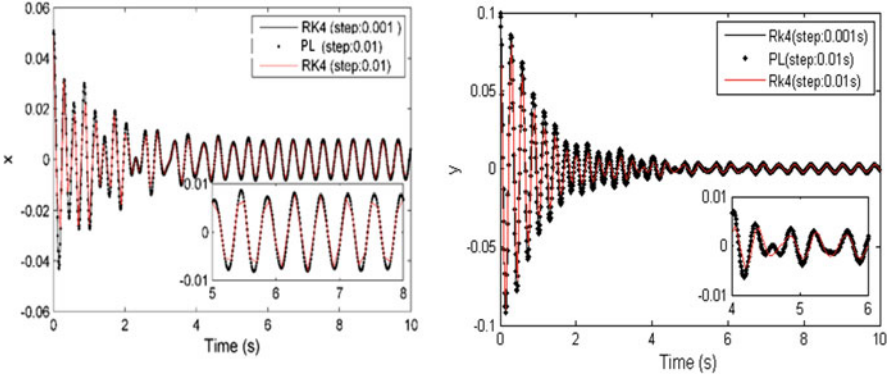 0.06
0.04
0.02
0
-0.02
-0.04
-0.06
x
RK4 (step:0.001 )
PL (step:0.01)
RK4 (step:0.01)
0.01
0
-0.01
5 6 7 8
0 2 4 6 8 10
Time (s)
0.1
0.05
0
-0.05
-0.1
y
Rk4(step:0.001s)
PL(step:0.01s)
Rk4(step:0.01s)
0.01
0
-0.01
4 5 6
0 2 4 6 8 10
Time (s)